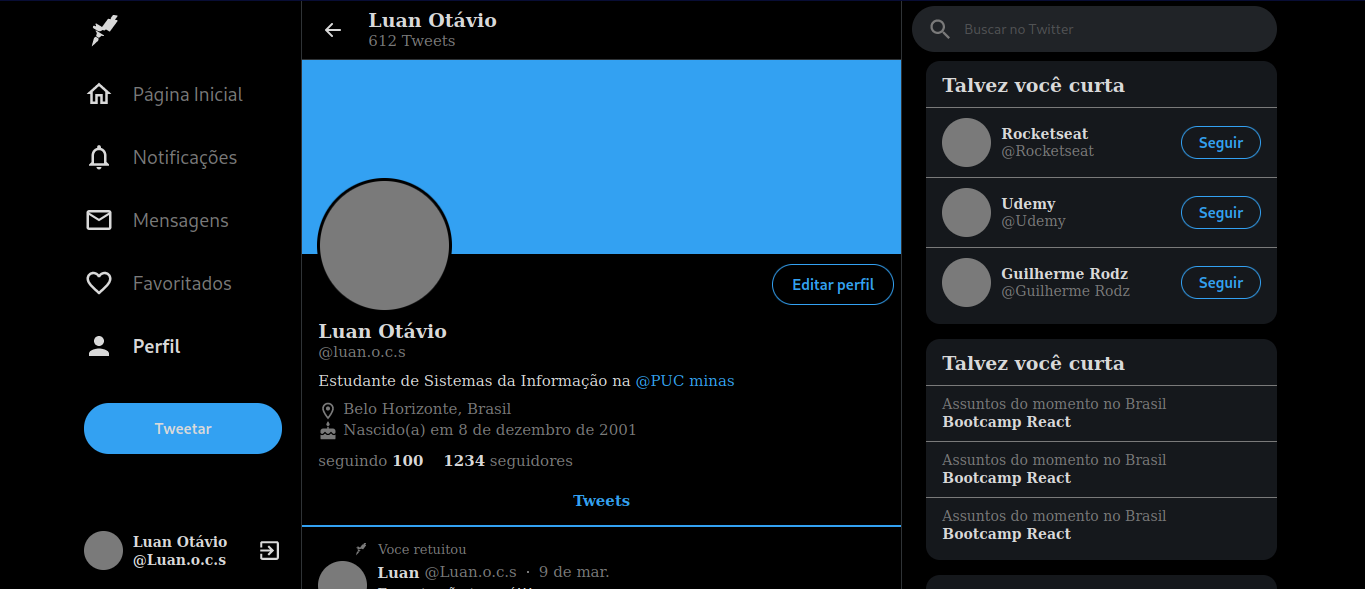 Página Inicial
Notificações
Mensagens
Favoritados
Perfil
Tweetar
Luan Otávio
@Luan.o.c.s
Luan Otávio
612 Tweets
Editar perfil
Luan Otávio
@luan.o.c.s
Estudante de Sistemas da Informação na @PUC minas
Belo Horizonte, Brasil
Nascido(a) em 8 de dezembro de 2001
seguindo 100 1234 seguidores
Tweets
Voce retuitou
Luan @Luan.o.c.s · 9 de mar.
Buscar no Twitter
Talvez você curta
Rocketseat
@Rocketseat
Seguir
Udemy
@Udemy
Seguir
Guilherme Rodz
@Guilherme Rodz
Seguir
Talvez você curta
Assuntos do momento no Brasil
Bootcamp React
Assuntos do momento no Brasil
Bootcamp React
Assuntos do momento no Brasil
Bootcamp React